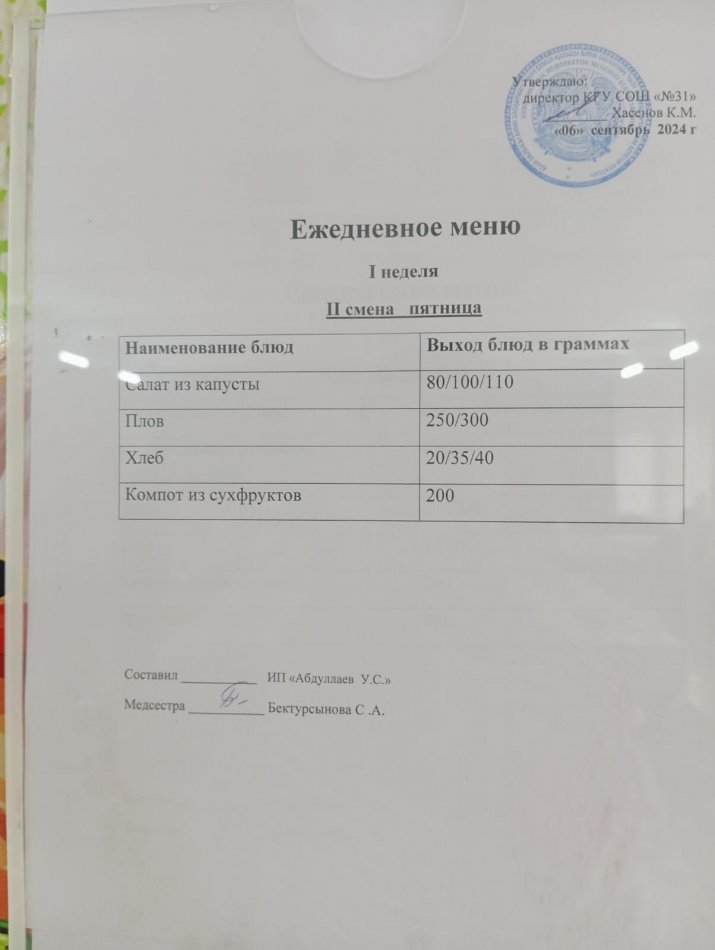 Утверждаю:
директор КГУ СОШ «№31»
Хасенов К.М.
«06» сентябрь 2024 г
Ежедневное меню
I неделя
II смена пятница
Наименование блюд Выход блюд в граммах
Салат из капусты 80/100/110
Плов 250/300
Хлеб 20/35/40
Компот из сухфруктов 200
Составил ___________ ИП «Абдуллаев У.С.»
Медсестра ___________ Бектурсынова С .А.